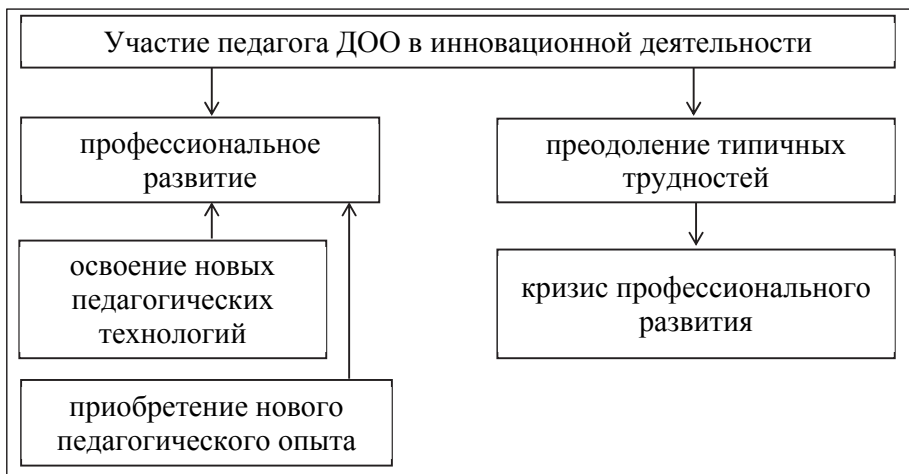 Участие педагога ДОО в инновационной деятельности
профессиональное
развитие
преодоление типичных
трудностей
освоение новых
педагогических
технологий
кризис профессионального
развития
приобретение нового
педагогического опыта